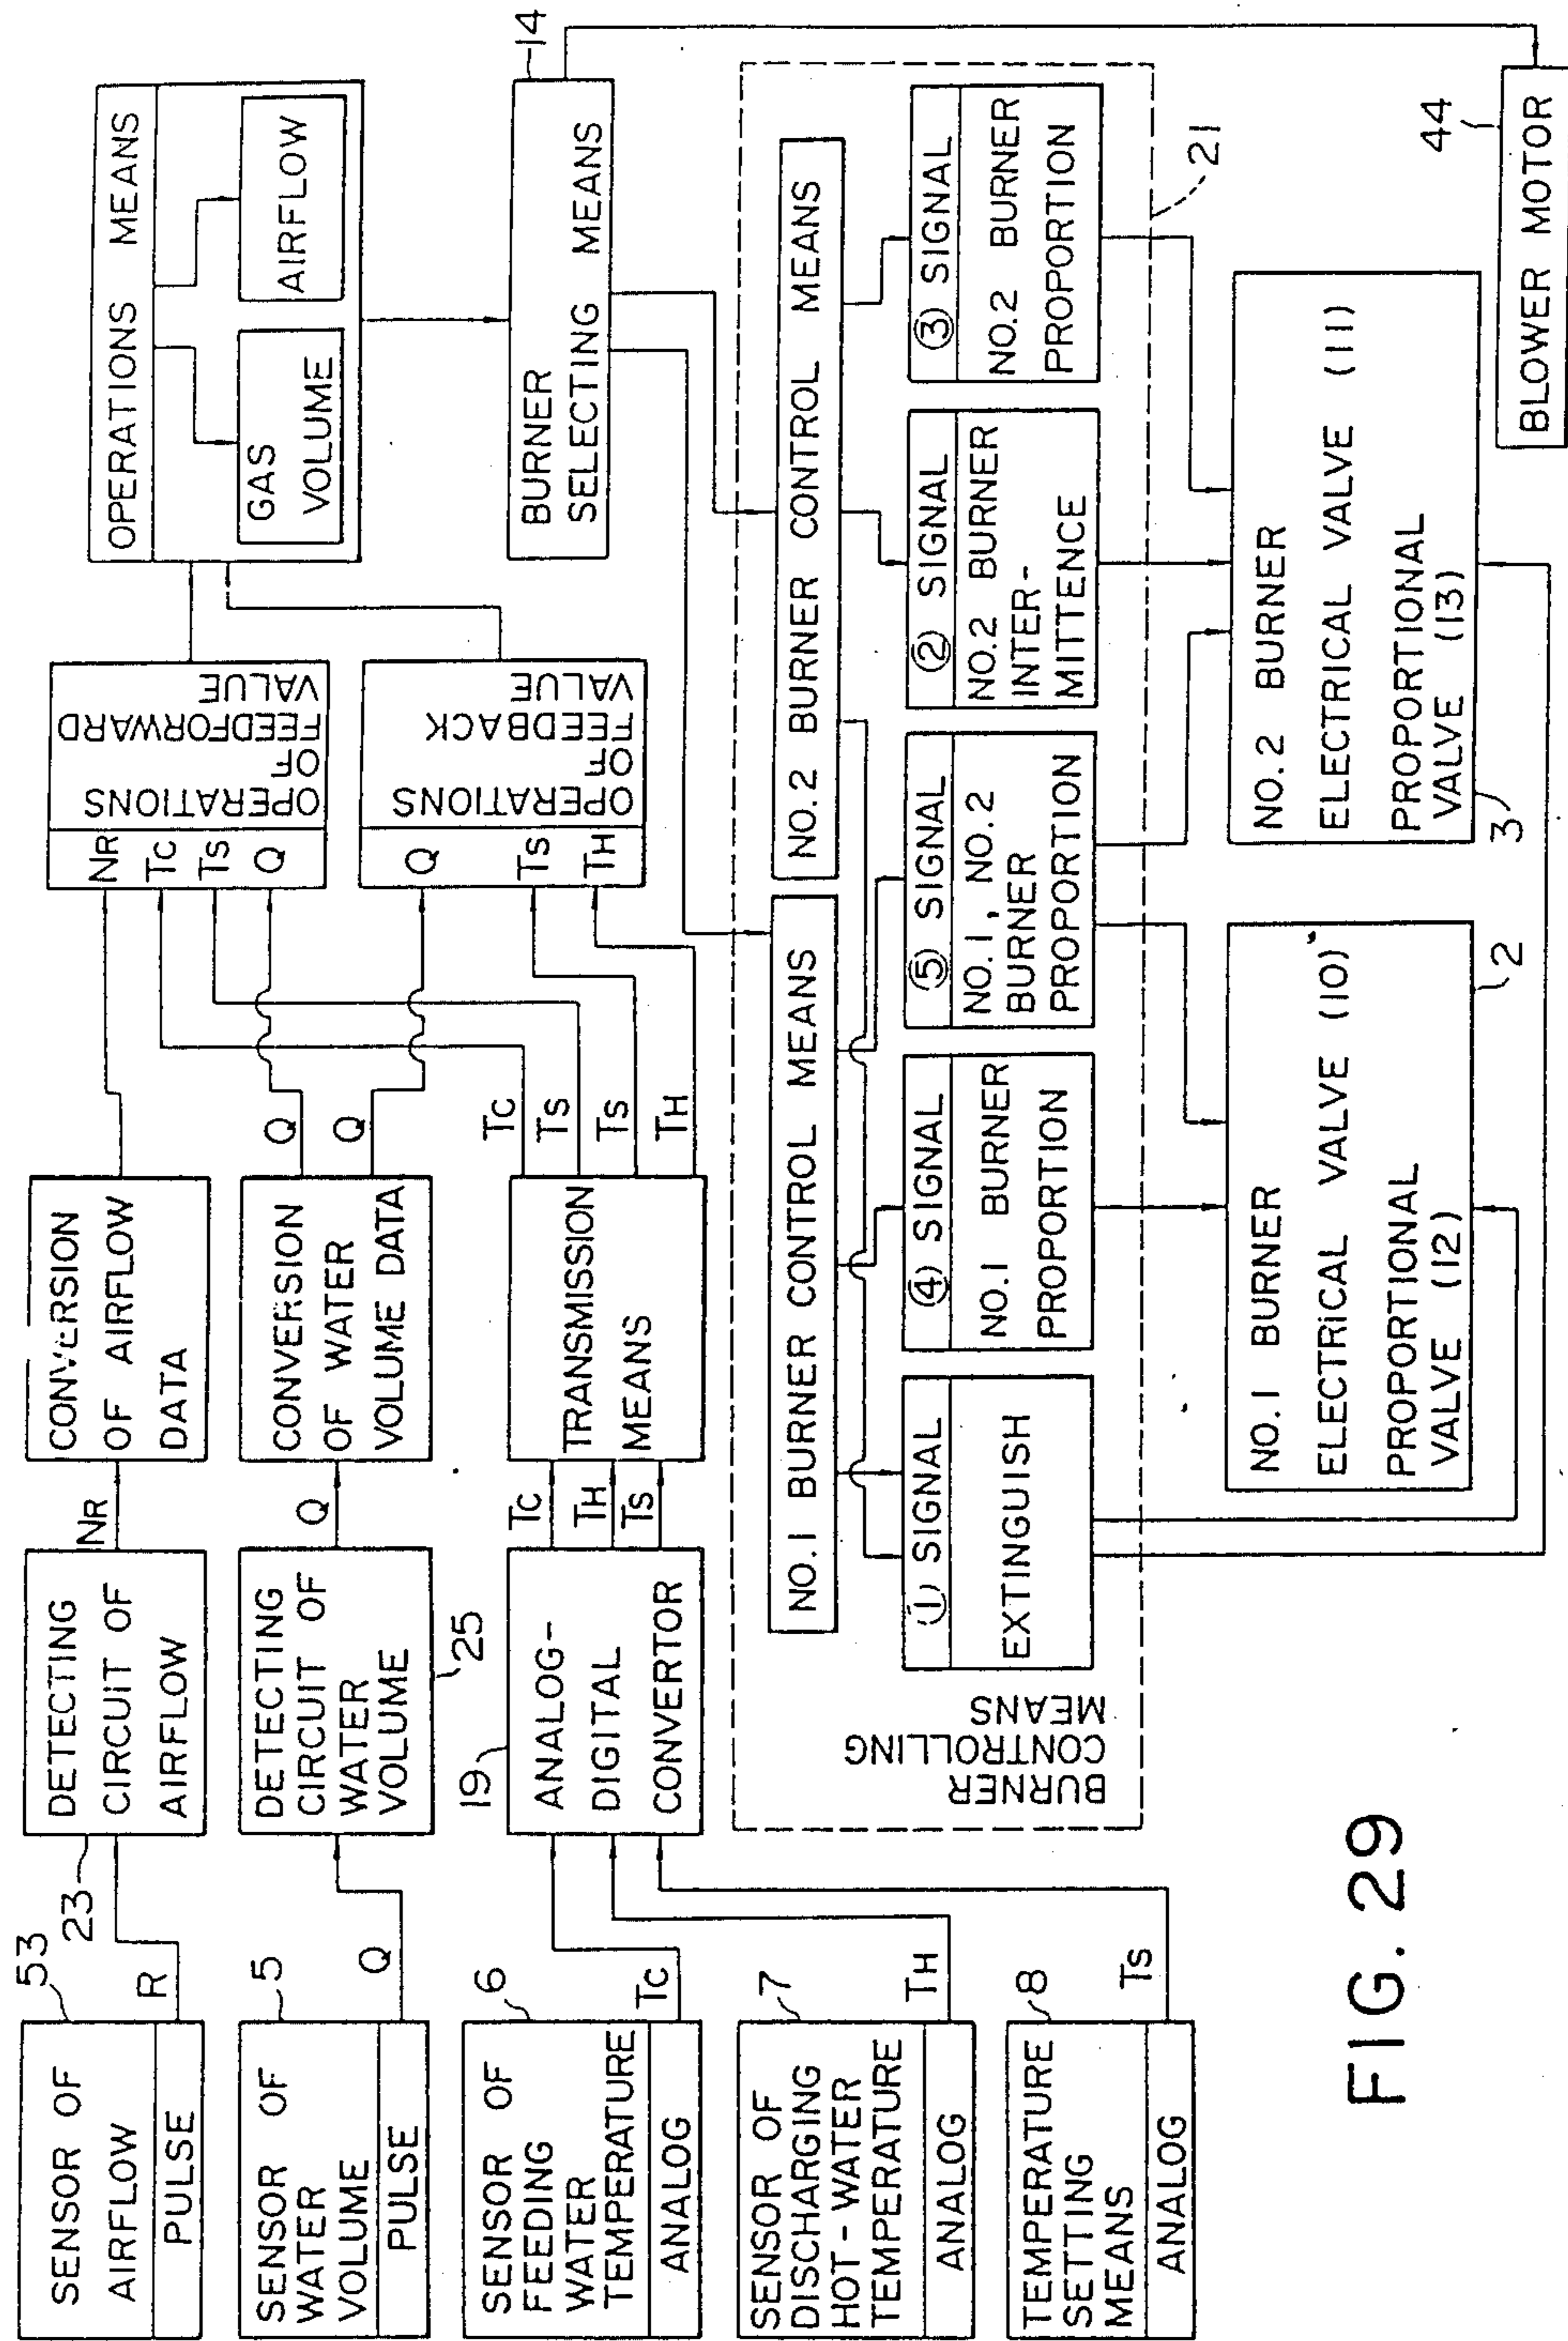 SENSOR OF
AIRFLOW
PULSE
53
R
SENSOR OF
WATER
VOLUME
PULSE
5
Q
SENSOR OF
FEEDING
WATER
TEMPERATURE
ANALOG
6
Tc
SENSOR OF
DISCHARGING
HOT-WATER
TEMPERATURE
ANALOG
7
TH
TEMPERATURE
SETTING
MEANS
ANALOG
8
Ts
23
DETECTING
CIRCUIT OF
AIRFLOW
NR
DETECTING
CIRCUIT OF
WATER
VOLUME
25
Q
19
ANALOG-
DIGITAL
CONVERTOR
Tc
TH
Ts
CONVERSION
OF AIRFLOW
DATA
CONVERSION
OF WATER
VOLUME DATA
Q
Q
TRANSMISSION
MEANS
Tc
Ts
Ts
TH
NR
Tc
Ts
Q
OPERATIONS
OF
FEEDFORWARD
VALUE
Q
Ts
TH
OPERATIONS
OF
FEEDBACK
VALUE
OPERATIONS MEANS
GAS
VOLUME
AIRFLOW
BURNER
SELECTING MEANS
14
BURNER
CONTROLLING
MEANS
NO.1 BURNER CONTROL MEANS
NO.2 BURNER CONTROL MEANS
① SIGNAL
EXTINGUISH
④ SIGNAL
NO.1 BURNER
PROPORTION
⑤ SIGNAL
NO.1, NO.2
BURNER
PROPORTION
② SIGNAL
NO.2 BURNER
INTER-
MITTENCE
③ SIGNAL
NO.2 BURNER
PROPORTION
21
NO.1 BURNER
ELECTRICAL VALVE (10)
PROPORTIONAL
VALVE (12)
2
NO.2 BURNER
ELECTRICAL VALVE (11)
PROPORTIONAL
VALVE (13)
3
44
BLOWER MOTOR
FIG. 29